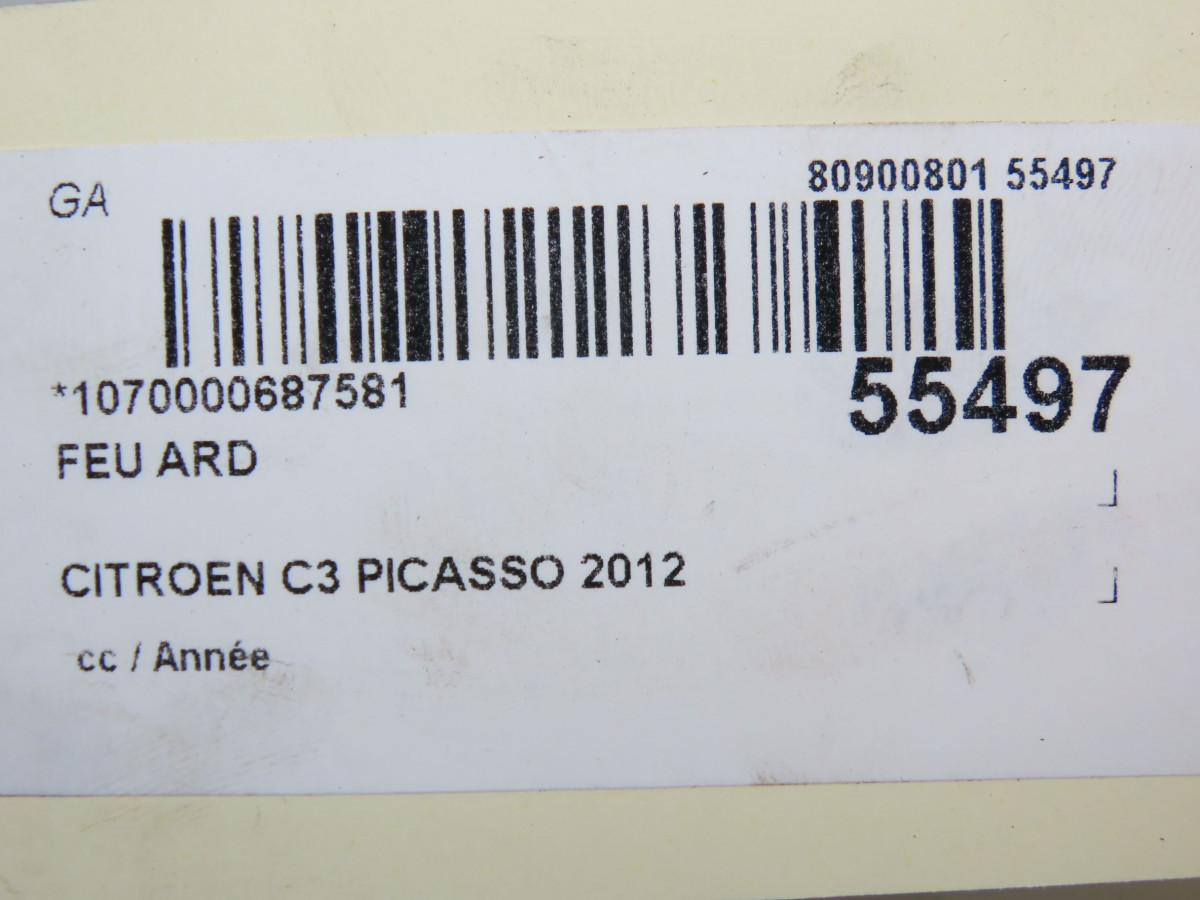 GA
80900801 55497
*1070000687581
55497
FEU ARD
CITROEN C3 PICASSO 2012
cc / Année